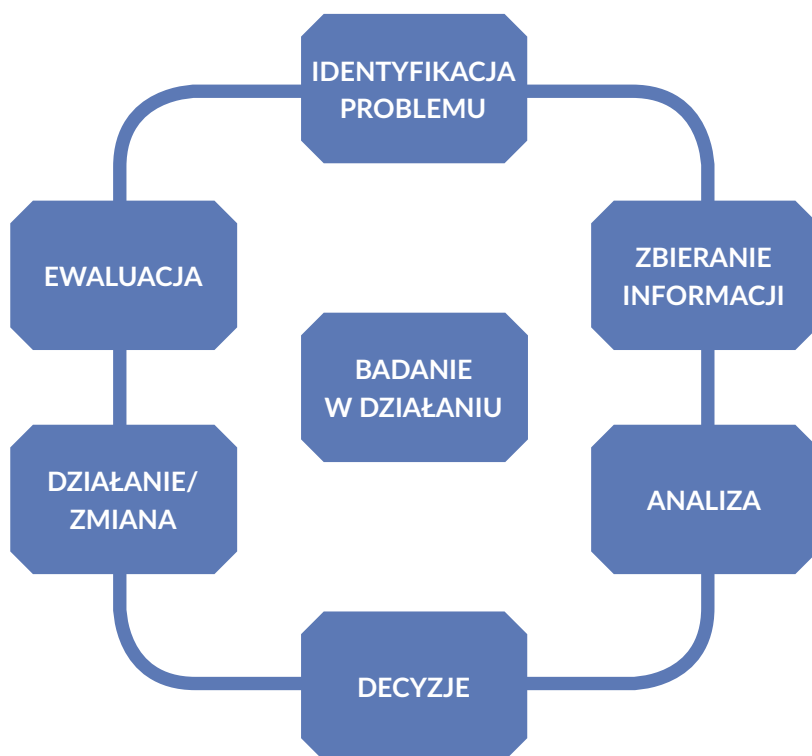 IDENTYFIKACJA
PROBLEMU
ZBIERANIE
INFORMACJI
ANALIZA
DECYZJE
DZIAŁANIE/
ZMIANA
EWALUACJA
BADANIE
W DZIAŁANIU